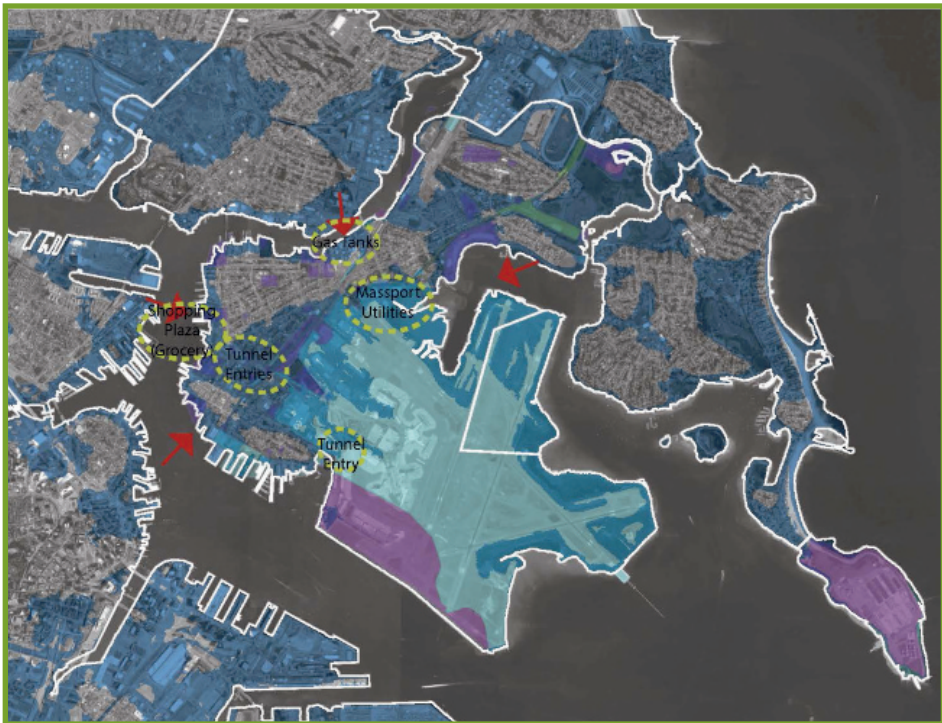 Gas Tanks
Massport
Utilities
Shopping
Plaza
(Grocery)
Tunnel
Entries
Tunnel
Entry